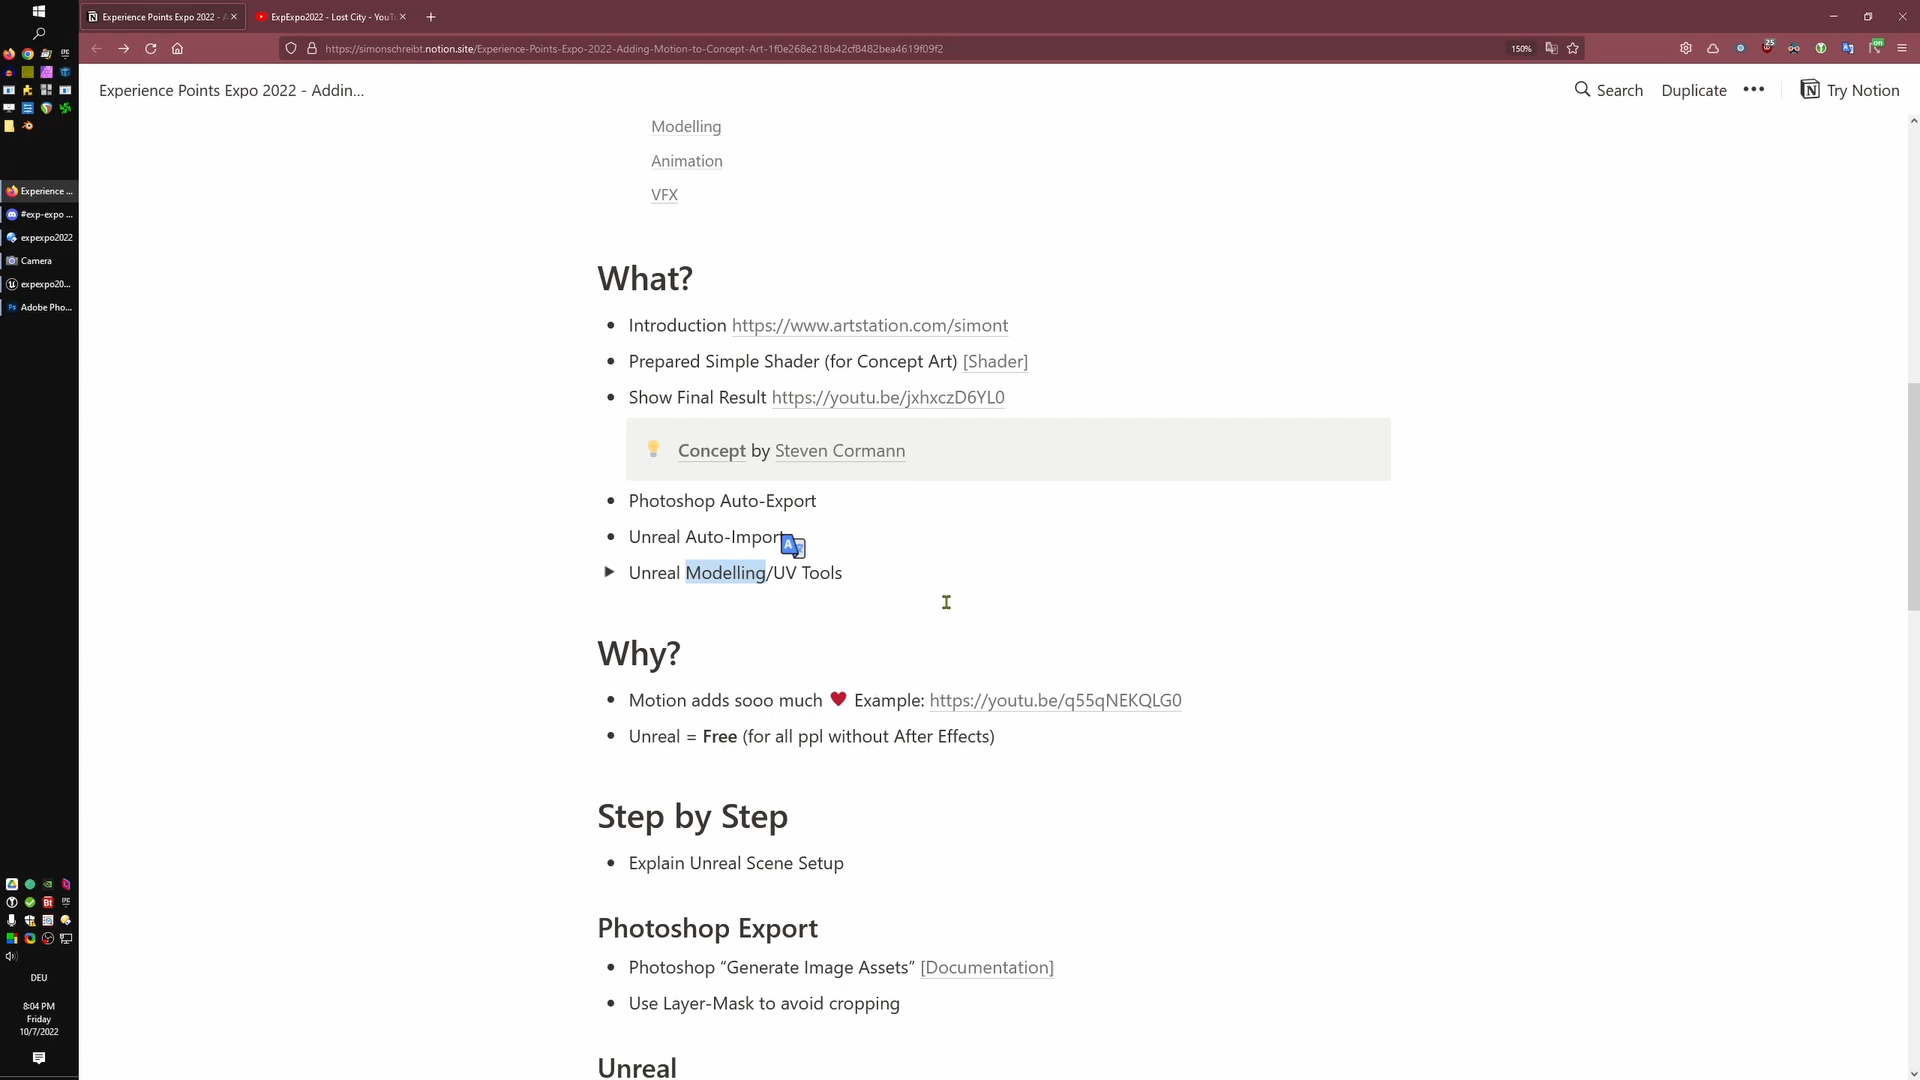 Experience Points Expo 2022 - A
ExpExpo2022 - Lost City - YouT
https://simonschreibt.notion.site/Experience-Points-Expo-2022-Adding-Motion-to-Concept-Art-1f0e268e218b42cf8482bea4619f09f2
150%
Experience Points Expo 2022 - Addin...
Search
Duplicate
Try Notion
Modelling
Animation
VFX
What?
Introduction https://www.artstation.com/simont
Prepared Simple Shader (for Concept Art) [Shader]
Show Final Result https://youtu.be/jxhxczD6YL0
Concept by Steven Cormann
Photoshop Auto-Export
Unreal Auto-Import
Unreal Modelling/UV Tools
Why?
Motion adds sooo much ❤ Example: https://youtu.be/q55qNEKQLG0
Unreal = Free (for all ppl without After Effects)
Step by Step
Explain Unreal Scene Setup
Photoshop Export
Photoshop “Generate Image Assets” [Documentation]
Use Layer-Mask to avoid cropping
Unreal
Experience ...
#exp-expo ...
expexpo2022
Camera
expexpo20...
Adobe Pho...
DEU
8:04 PM
Friday
10/7/2022